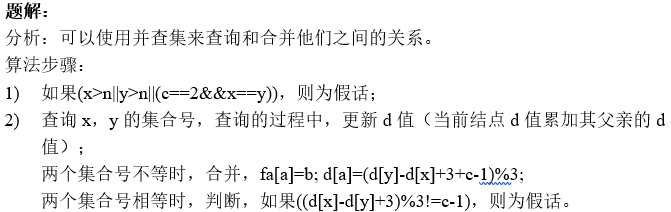 题解：
分析：可以使用并查集来查询和合并他们之间的关系。
算法步骤：
1) 如果(x>n||y>n||(c==2&&x==y))，则为假话；
2) 查询 x，y 的集合号，查询的过程中，更新 d 值（当前结点 d 值累加其父亲的 d
值）；
两个集合号不等时，合并，fa[a]=b; d[a]=(d[y]-d[x]+3+c-1)%3;
两个集合号相等时，判断，如果((d[x]-d[y]+3)%3!=c-1)，则为假话。